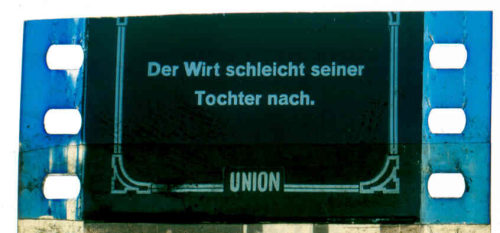 Der Wirt schleicht seiner
Tochter nach.
UNION